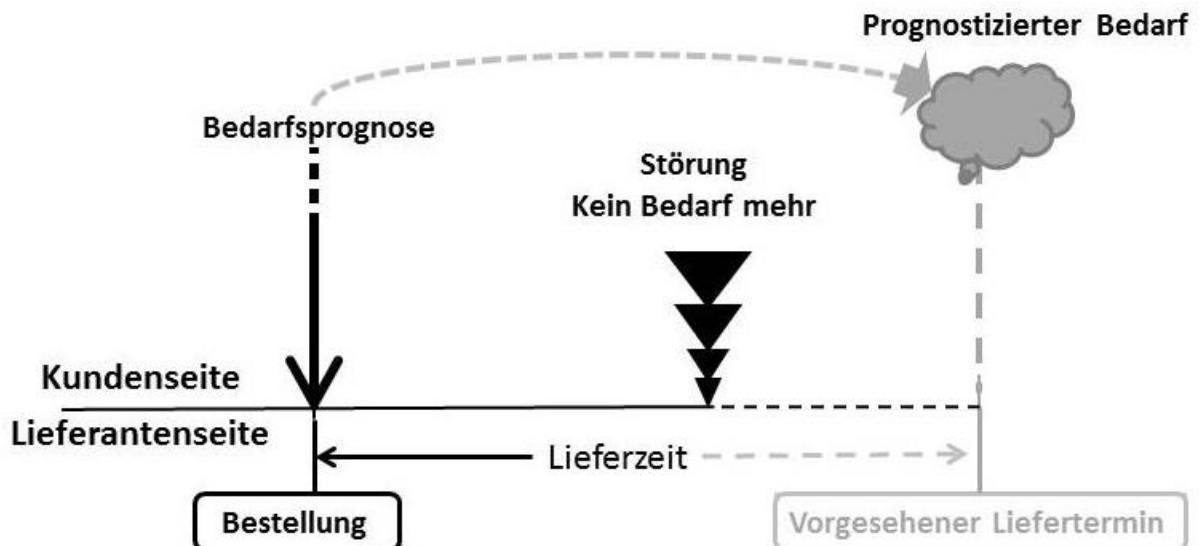 Prognostizierter Bedarf
Bedarfsprognose
Störung
Kein Bedarf mehr
Kundenseite
Lieferantenseite
Lieferzeit
Bestellung
Vorgesehener Liefertermin